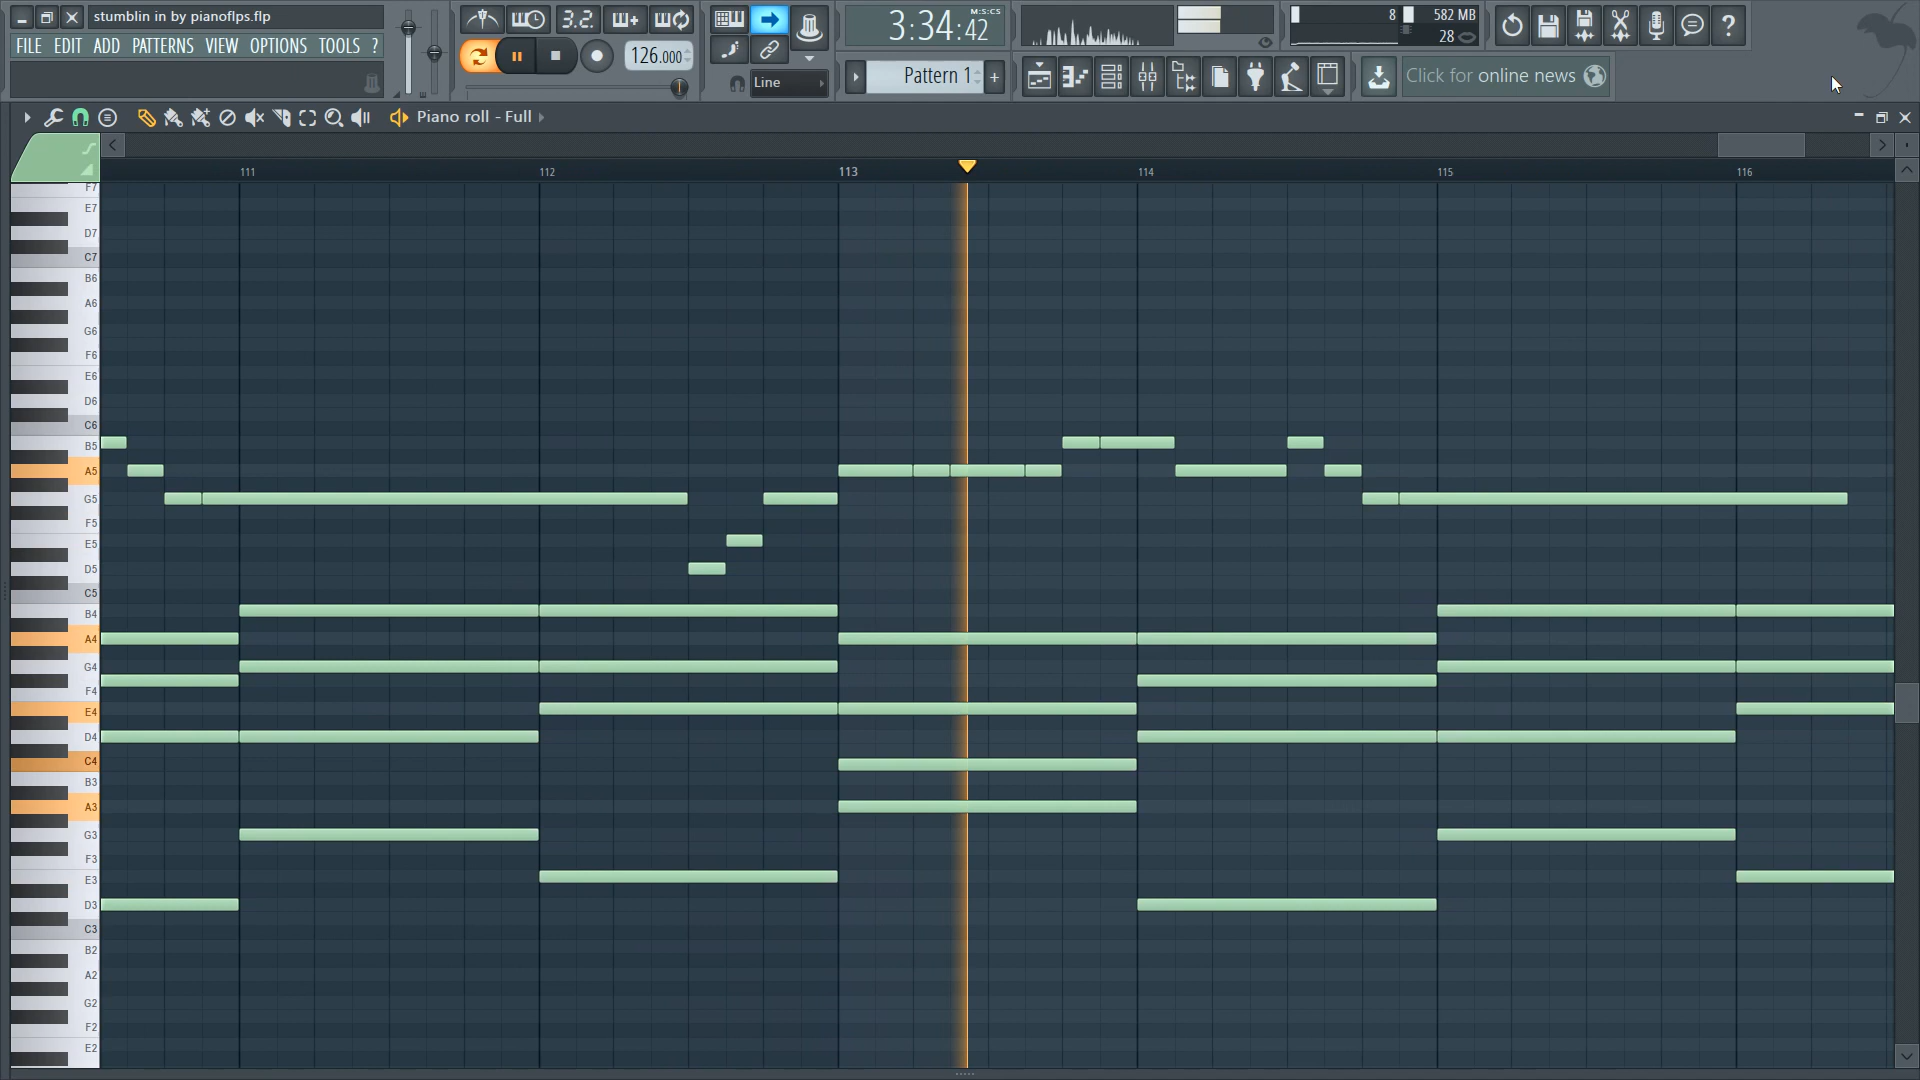 stumblin in by pianoflps.flp
FILE EDIT ADD PATTERNS VIEW OPTIONS TOOLS ?
3.2.
126.000
Line
3:34:42
M:S:CS
Pattern 1
8
582 MB
28
Click for online news
Piano roll - Full
111 112 113 114 115 116
F7
E7
D7
C7
B6
A6
G6
F6
E6
D6
C6
B5
A5
G5
F5
E5
D5
C5
B4
A4
G4
F4
E4
D4
C4
B3
A3
G3
F3
E3
D3
C3
B2
A2
G2
F2
E2